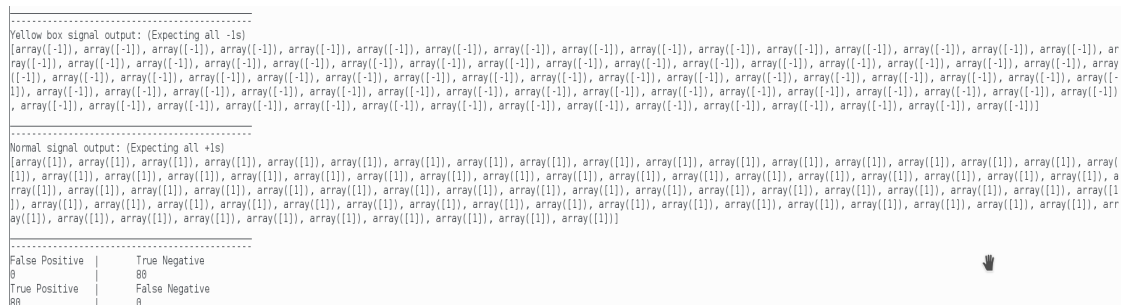 Yellow box signal output: (Expecting all -1s)
[array([-1]), array([-1]), array([-1]), array([-1]), array([-1]), array([-1]), array([-1]), array([-1]), array([-1]), array([-1]), array([-1]), array([-1]), array([-1]), array([-1]), array([-1]), array([-1]), ar
ray([-1]), array([-1]), array([-1]), array([-1]), array([-1]), array([-1]), array([-1]), array([-1]), array([-1]), array([-1]), array([-1]), array([-1]), array([-1]), array([-1]), array([-1]), array([-1]), array
([-1]), array([-1]), array([-1]), array([-1]), array([-1]), array([-1]), array([-1]), array([-1]), array([-1]), array([-1]), array([-1]), array([-1]), array([-1]), array([-1]), array([-1]), array([-1]), array([-
1]), array([-1]), array([-1]), array([-1]), array([-1]), array([-1]), array([-1]), array([-1]), array([-1]), array([-1]), array([-1]), array([-1]), array([-1]), array([-1]), array([-1]), array([-1]), array([-1])
, array([-1]), array([-1]), array([-1]), array([-1]), array([-1]), array([-1]), array([-1]), array([-1]), array([-1]), array([-1]), array([-1]), array([-1]), array([-1]), array([-1]), array([-1])]
Normal signal output: (Expecting all +1s)
[array([1]), array([1]), array([1]), array([1]), array([1]), array([1]), array([1]), array([1]), array([1]), array([1]), array([1]), array([1]), array([1]), array([1]), array([1]), array([1]), array([1]), array(
[1]), array([1]), array([1]), array([1]), array([1]), array([1]), array([1]), array([1]), array([1]), array([1]), array([1]), array([1]), array([1]), array([1]), array([1]), array([1]), array([1]), array([1]), a
rray([1]), array([1]), array([1]), array([1]), array([1]), array([1]), array([1]), array([1]), array([1]), array([1]), array([1]), array([1]), array([1]), array([1]), array([1]), array([1]), array([1]), array([1
]), array([1]), array([1]), array([1]), array([1]), array([1]), array([1]), array([1]), array([1]), array([1]), array([1]), array([1]), array([1]), array([1]), array([1]), array([1]), array([1]), array([1]), arr
ay([1]), array([1]), array([1]), array([1]), array([1]), array([1]), array([1]), array([1]), array([1]), array([1])]
False Positive | True Negative
0 | 80
True Positive | False Negative
80 | 0